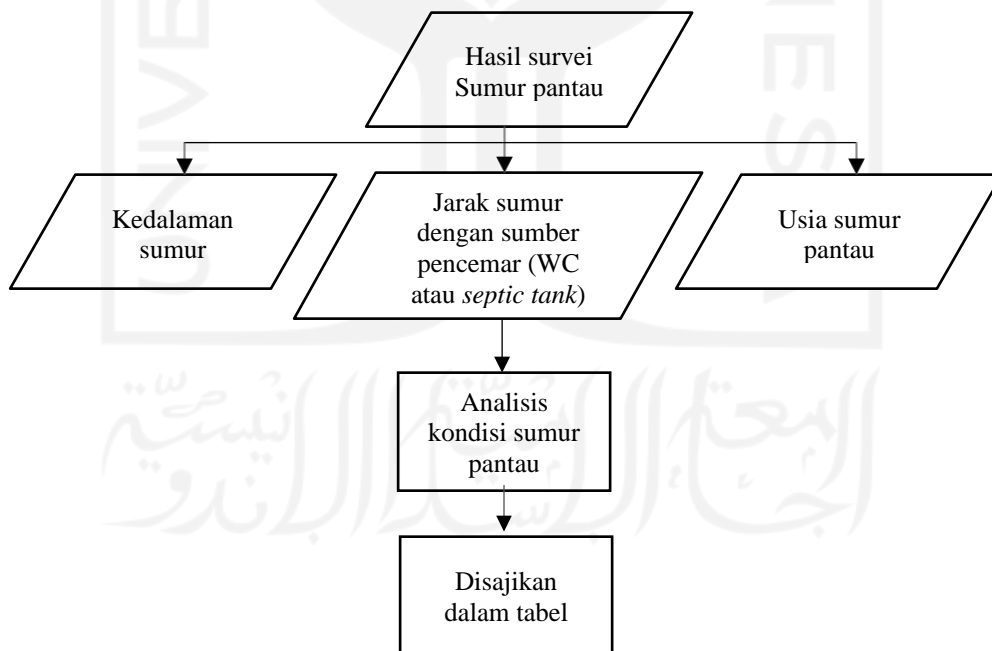 Hasil survei
Sumur pantau
Kedalaman
sumur
Jarak sumur
dengan sumber
pencemar (WC
atau septic tank)
Usia sumur
pantau
Analisis
kondisi sumur
pantau
Disajikan
dalam tabel